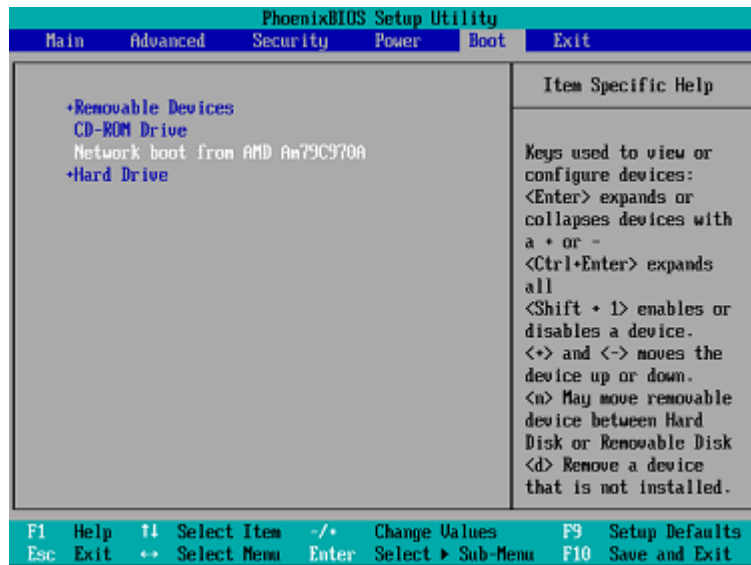 PhoenixBIOS Setup Utility
Main Advanced Security Power Boot Exit
+Removable Devices
CD-ROM Drive
Network boot from AMD Am79C970A
+Hard Drive
Item Specific Help
Keys used to view or
configure devices:
<Enter> expands or
collapses devices with
a + or -
<Ctrl+Enter> expands
all
<Shift + 1> enables or
disables a device.
<+> and <-> moves the
device up or down.
<n> May move removable
device between Hard
Disk or Removable Disk
<d> Remove a device
that is not installed.
F1 Help ↑↓ Select Item -/+ Change Values F9 Setup Defaults
Esc Exit ↔ Select Menu Enter Select ▶ Sub-Menu F10 Save and Exit